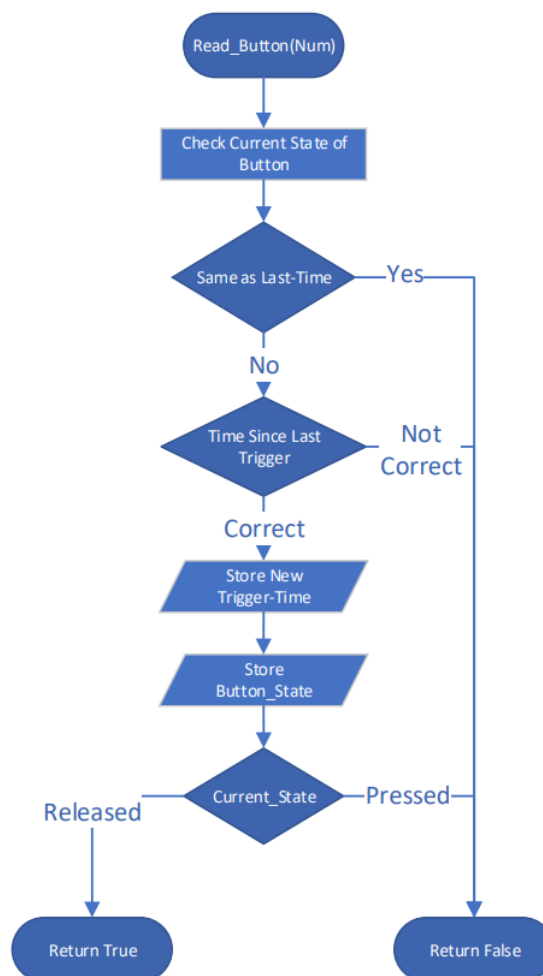 Read_Button(Num)
Check Current State of
Button
Same as Last-Time
Yes
No
Time Since Last
Trigger
Not
Correct
Correct
Store New
Trigger-Time
Store
Button_State
Current_State
Pressed
Released
Return True
Return False